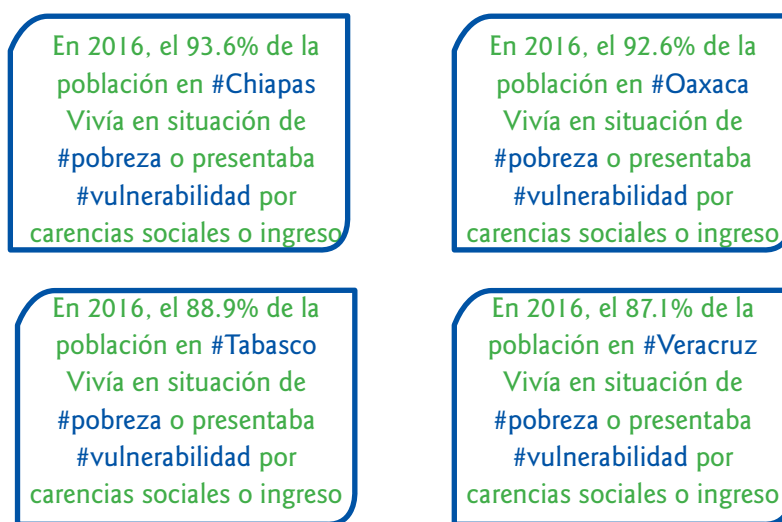 En 2016, el 93.6% de la
población en #Chiapas
Vivía en situación de
#pobreza o presentaba
#vulnerabilidad por
carencias sociales o ingreso
En 2016, el 92.6% de la
población en #Oaxaca
Vivía en situación de
#pobreza o presentaba
#vulnerabilidad por
carencias sociales o ingreso
En 2016, el 88.9% de la
población en #Tabasco
Vivía en situación de
#pobreza o presentaba
#vulnerabilidad por
carencias sociales o ingreso
En 2016, el 87.1% de la
población en #Veracruz
Vivía en situación de
#pobreza o presentaba
#vulnerabilidad por
carencias sociales o ingreso